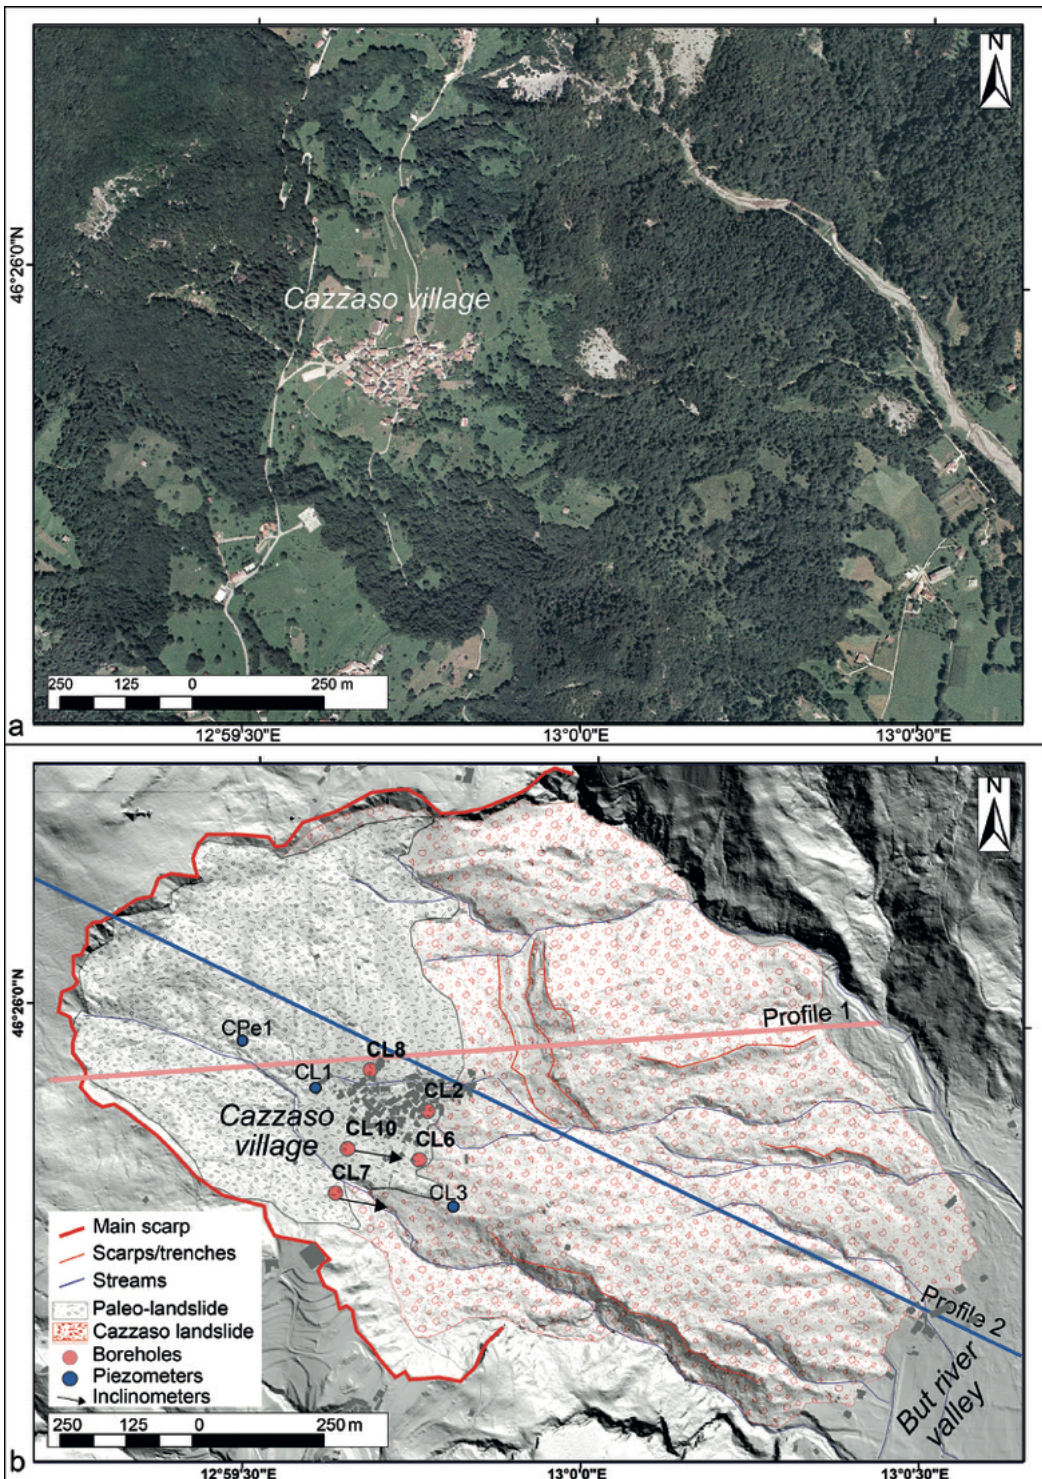 N
46°26'0"N
Cazzaso village
250 125 0 250 m
a
12°59'30"E 13°0'0"E 13°0'30"E
N
46°26'0"N
Profile 1
CPe1
CL8
CL1
CL2
Cazzaso
village
CL10
CL6
CL7
CL3
Main scarp
Scarps/trenches
Streams
Paleo-landslide
Cazzaso landslide
Boreholes
Piezometers
Inclinometers
Profile 2
But river
valley
250 125 0 250 m
b
12°59'30"E 13°0'0"E 13°0'30"E